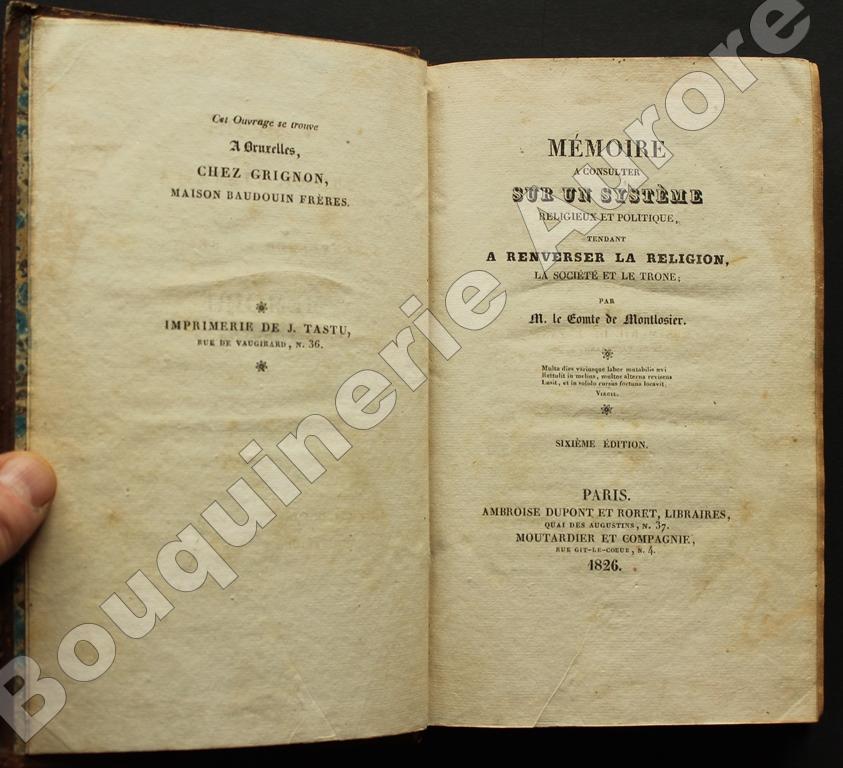 Cet Ouvrage se trouve
A Bruxelles,
CHEZ GRIGNON,
MAISON BAUDOUIN FRÈRES.
IMPRIMERIE DE J. TASTU,
RUE DE VAUGIRARD, N. 36.
MÉMOIRE
A CONSULTER
SUR UN SYSTÈME
RELIGIEUX ET POLITIQUE,
TENDANT
A RENVERSER LA RELIGION,
LA SOCIÉTÉ ET LE TRONE;
PAR
M. le Comte de Montlosier.
Multa dies variusque labor mutabilis ævi
Rettulit in melius, multos alterna revisens
Lusit, et in solido rursus fortuna locavit.
VIRGIL.
SIXIÈME ÉDITION.
PARIS.
AMBROISE DUPONT ET RORET, LIBRAIRES,
QUAI DES AUGUSTINS, N. 37.
MOUTARDIER ET COMPAGNIE,
RUE GIT-LE-COEUR, N. 4.
1826.
Bouquinerie Aurore